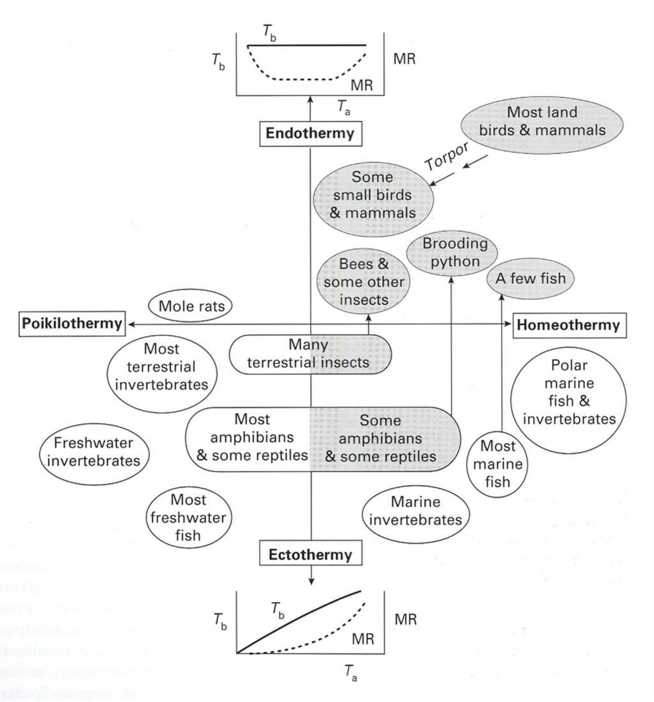 Tb
Tb
MR
MR
Ta
Endothermy
Most land
birds & mammals
Torpor
Some
small birds
& mammals
Brooding
python
Bees &
some other
insects
A few fish
Mole rats
Poikilothermy
Homeothermy
Many
terrestrial insects
Most
terrestrial
invertebrates
Polar
marine
fish &
invertebrates
Most
amphibians
& some reptiles
Some
amphibians
& some reptiles
Freshwater
invertebrates
Most
marine
fish
Most
freshwater
fish
Marine
invertebrates
Ectothermy
Tb
Tb
MR
MR
Ta